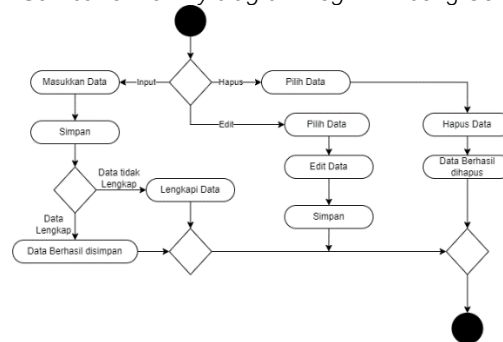 Masukkan Data
Input
Hapus
Pilih Data
Simpan
Edit
Pilih Data
Hapus Data
Data tidak
Lengkap
Lengkapi Data
Edit Data
Data Berhasil
dihapus
Data
Lengkap
Simpan
Data Berhasil disimpan